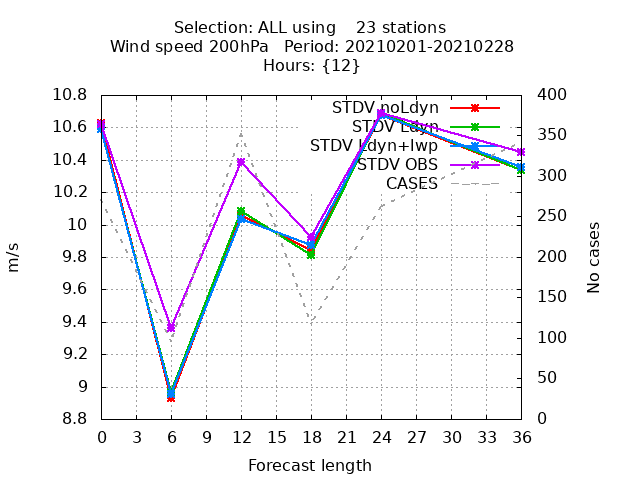 Selection: ALL using    23 stations
Wind speed 200hPa   Period: 20210201-20210228
Hours: {12}
STDV noLdyn
STDV Ldyn
STDV Ldyn+lwp
STDV OBS
CASES
10.8
10.6
10.4
10.2
10
9.8
9.6
9.4
9.2
9
8.8
m/s
400
350
300
250
200
150
100
50
0
No cases
0 3 6 9 12 15 18 21 24 27 30 33 36
Forecast length